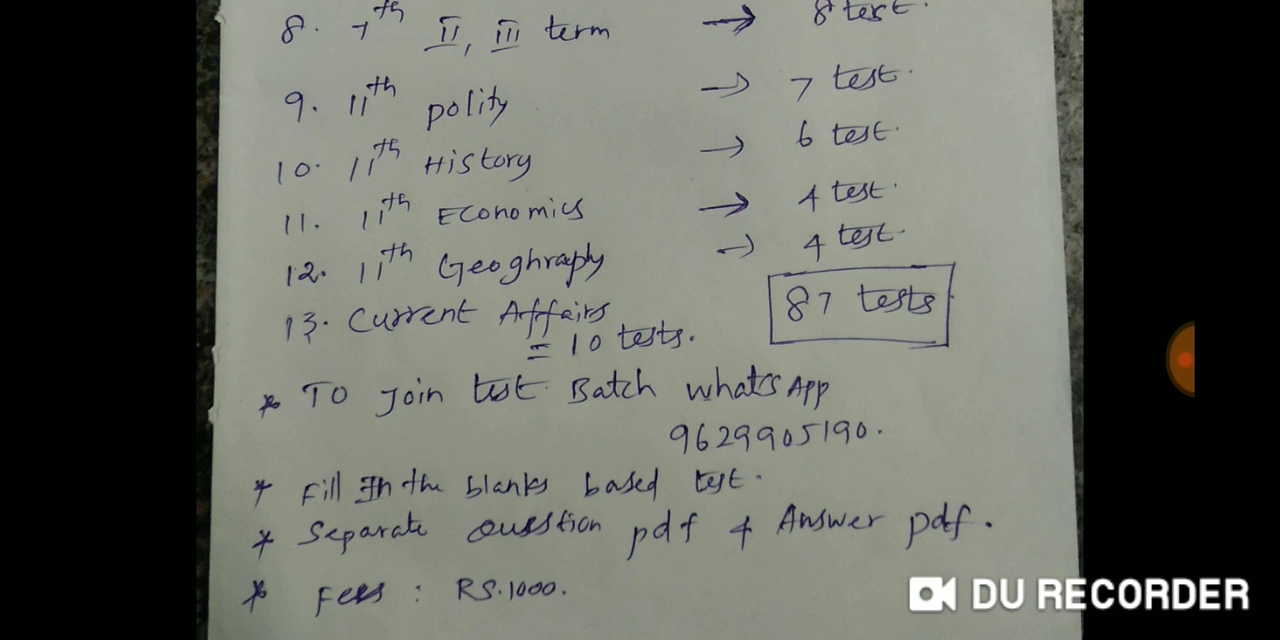 8. 7th II, III term → 8 test.
9. 11th polity → 7 test.
10. 11th History → 6 test.
11. 11th Economics → 4 test.
12. 11th Geoghraphy → 4 test.
13. Current Affairs
= 10 tests.
87 tests
* To Join test Batch whatsApp
9629905190.
* Fill In the blanks based test.
* Separate question pdf & Answer pdf.
* Fees : RS.1000.
DU RECORDER